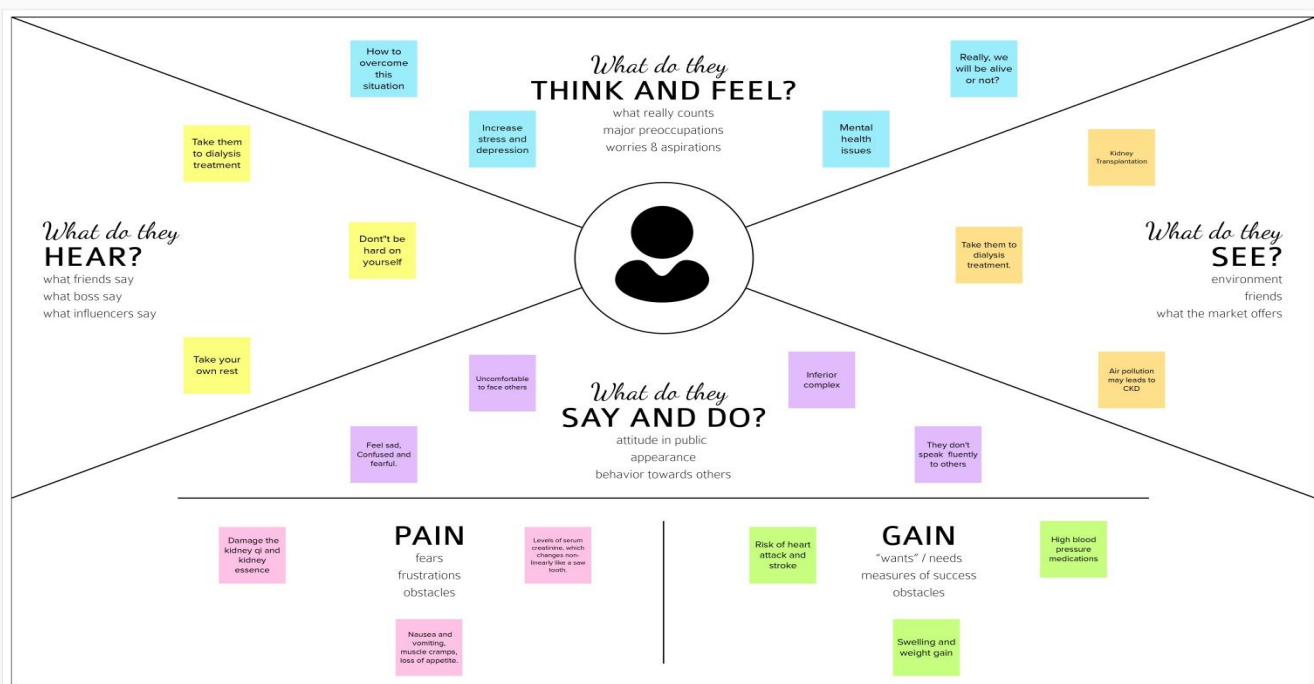 How to
overcome
this
situation
What do they
THINK AND FEEL?
what really counts
major preoccupations
worries 8 aspirations
Really, we
will be alive
or not?
Increase
stress and
depression
Mental
health
issues
Take them
to dialysis
treatment
Kidney
Transplantation
What do they
HEAR?
what friends say
what boss say
what influencers say
Dont"t be
hard on
yourself
Take them to
dialysis
treatment.
What do they
SEE?
environment
friends
what the market offers
Take your
own rest
Uncomfortable
to face others
What do they
SAY AND DO?
attitude in public
appearance
behavior towards others
Inferior
complex
Air pollution
may leads to
CKD
Feel sad,
Confused and
fearful.
They don't
speak fluently
to others
Damage the
kidney qi and
kidney
essence
PAIN
fears
frustrations
obstacles
Levels of serum
creatinine, which
changes non-
linearly like a saw
tooth.
Nausea and
vomiting,
muscle cramps,
loss of appetite.
Risk of heart
attack and
stroke
GAIN
"wants" / needs
measures of success
obstacles
High blood
pressure
medications
Swelling and
weight gain